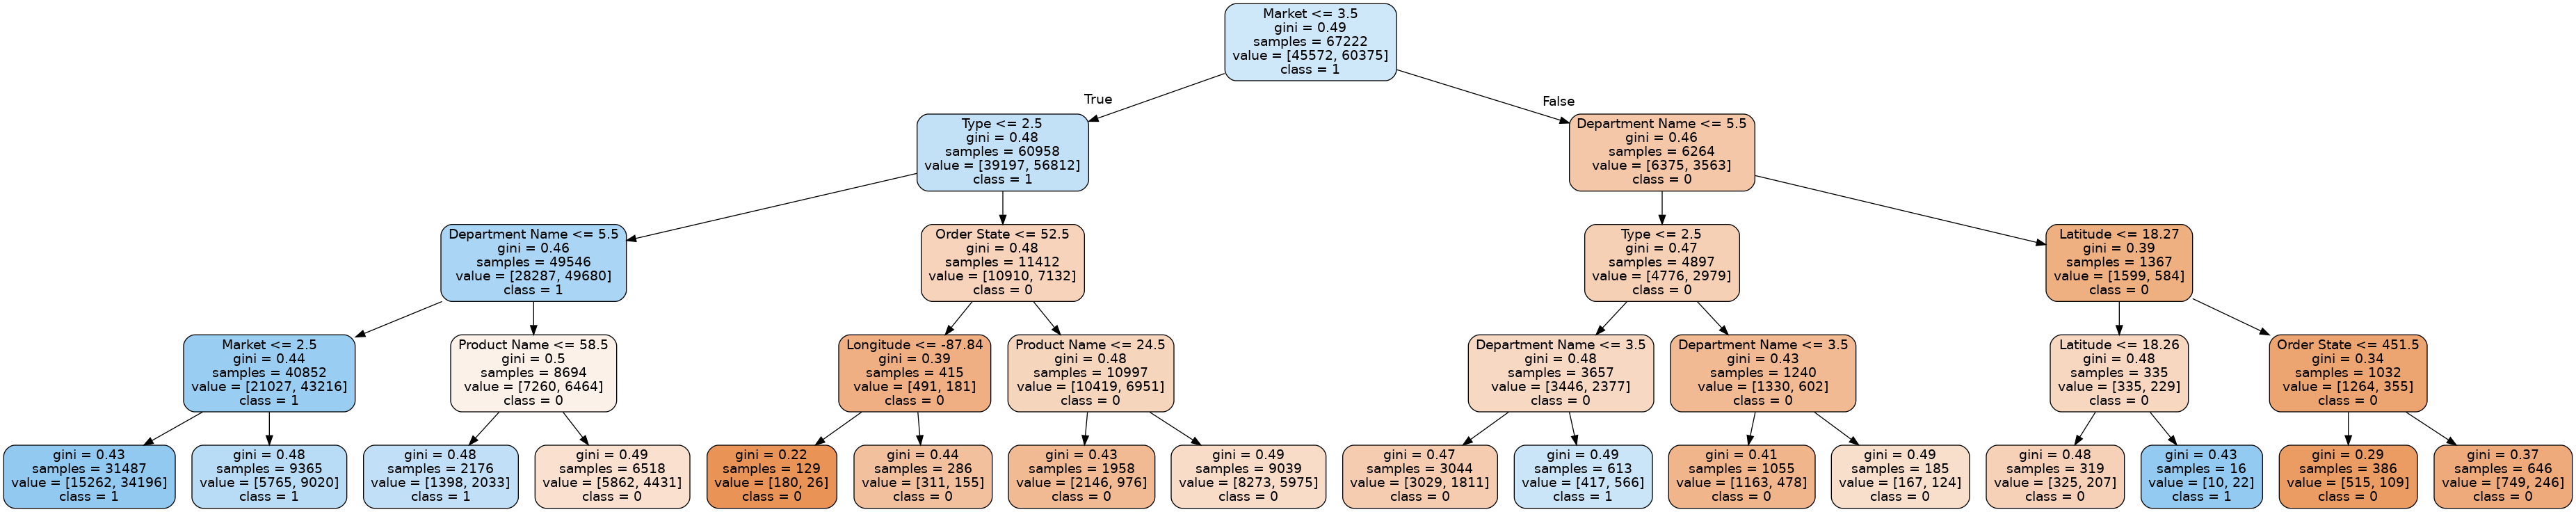 Market <= 3.5
gini = 0.49
samples = 67222
value = [45572, 60375]
class = 1
True
False
Type <= 2.5
gini = 0.48
samples = 60958
value = [39197, 56812]
class = 1
Department Name <= 5.5
gini = 0.46
samples = 6264
value = [6375, 3563]
class = 0
Department Name <= 5.5
gini = 0.46
samples = 49546
value = [28287, 49680]
class = 1
Order State <= 52.5
gini = 0.48
samples = 11412
value = [10910, 7132]
class = 0
Type <= 2.5
gini = 0.47
samples = 4897
value = [4776, 2979]
class = 0
Latitude <= 18.27
gini = 0.39
samples = 1367
value = [1599, 584]
class = 0
Market <= 2.5
gini = 0.44
samples = 40852
value = [21027, 43216]
class = 1
Product Name <= 58.5
gini = 0.5
samples = 8694
value = [7260, 6464]
class = 0
Longitude <= -87.84
gini = 0.39
samples = 415
value = [491, 181]
class = 0
Product Name <= 24.5
gini = 0.48
samples = 10997
value = [10419, 6951]
class = 0
Department Name <= 3.5
gini = 0.48
samples = 3657
value = [3446, 2377]
class = 0
Department Name <= 3.5
gini = 0.43
samples = 1240
value = [1330, 602]
class = 0
Latitude <= 18.26
gini = 0.48
samples = 335
value = [335, 229]
class = 0
Order State <= 451.5
gini = 0.34
samples = 1032
value = [1264, 355]
class = 0
gini = 0.43
samples = 31487
value = [15262, 34196]
class = 1
gini = 0.48
samples = 9365
value = [5765, 9020]
class = 1
gini = 0.48
samples = 2176
value = [1398, 2033]
class = 1
gini = 0.49
samples = 6518
value = [5862, 4431]
class = 0
gini = 0.22
samples = 129
value = [180, 26]
class = 0
gini = 0.44
samples = 286
value = [311, 155]
class = 0
gini = 0.43
samples = 1958
value = [2146, 976]
class = 0
gini = 0.49
samples = 9039
value = [8273, 5975]
class = 0
gini = 0.47
samples = 3044
value = [3029, 1811]
class = 0
gini = 0.49
samples = 613
value = [417, 566]
class = 1
gini = 0.41
samples = 1055
value = [1163, 478]
class = 0
gini = 0.49
samples = 185
value = [167, 124]
class = 0
gini = 0.48
samples = 319
value = [325, 207]
class = 0
gini = 0.43
samples = 16
value = [10, 22]
class = 1
gini = 0.29
samples = 386
value = [515, 109]
class = 0
gini = 0.37
samples = 646
value = [749, 246]
class = 0